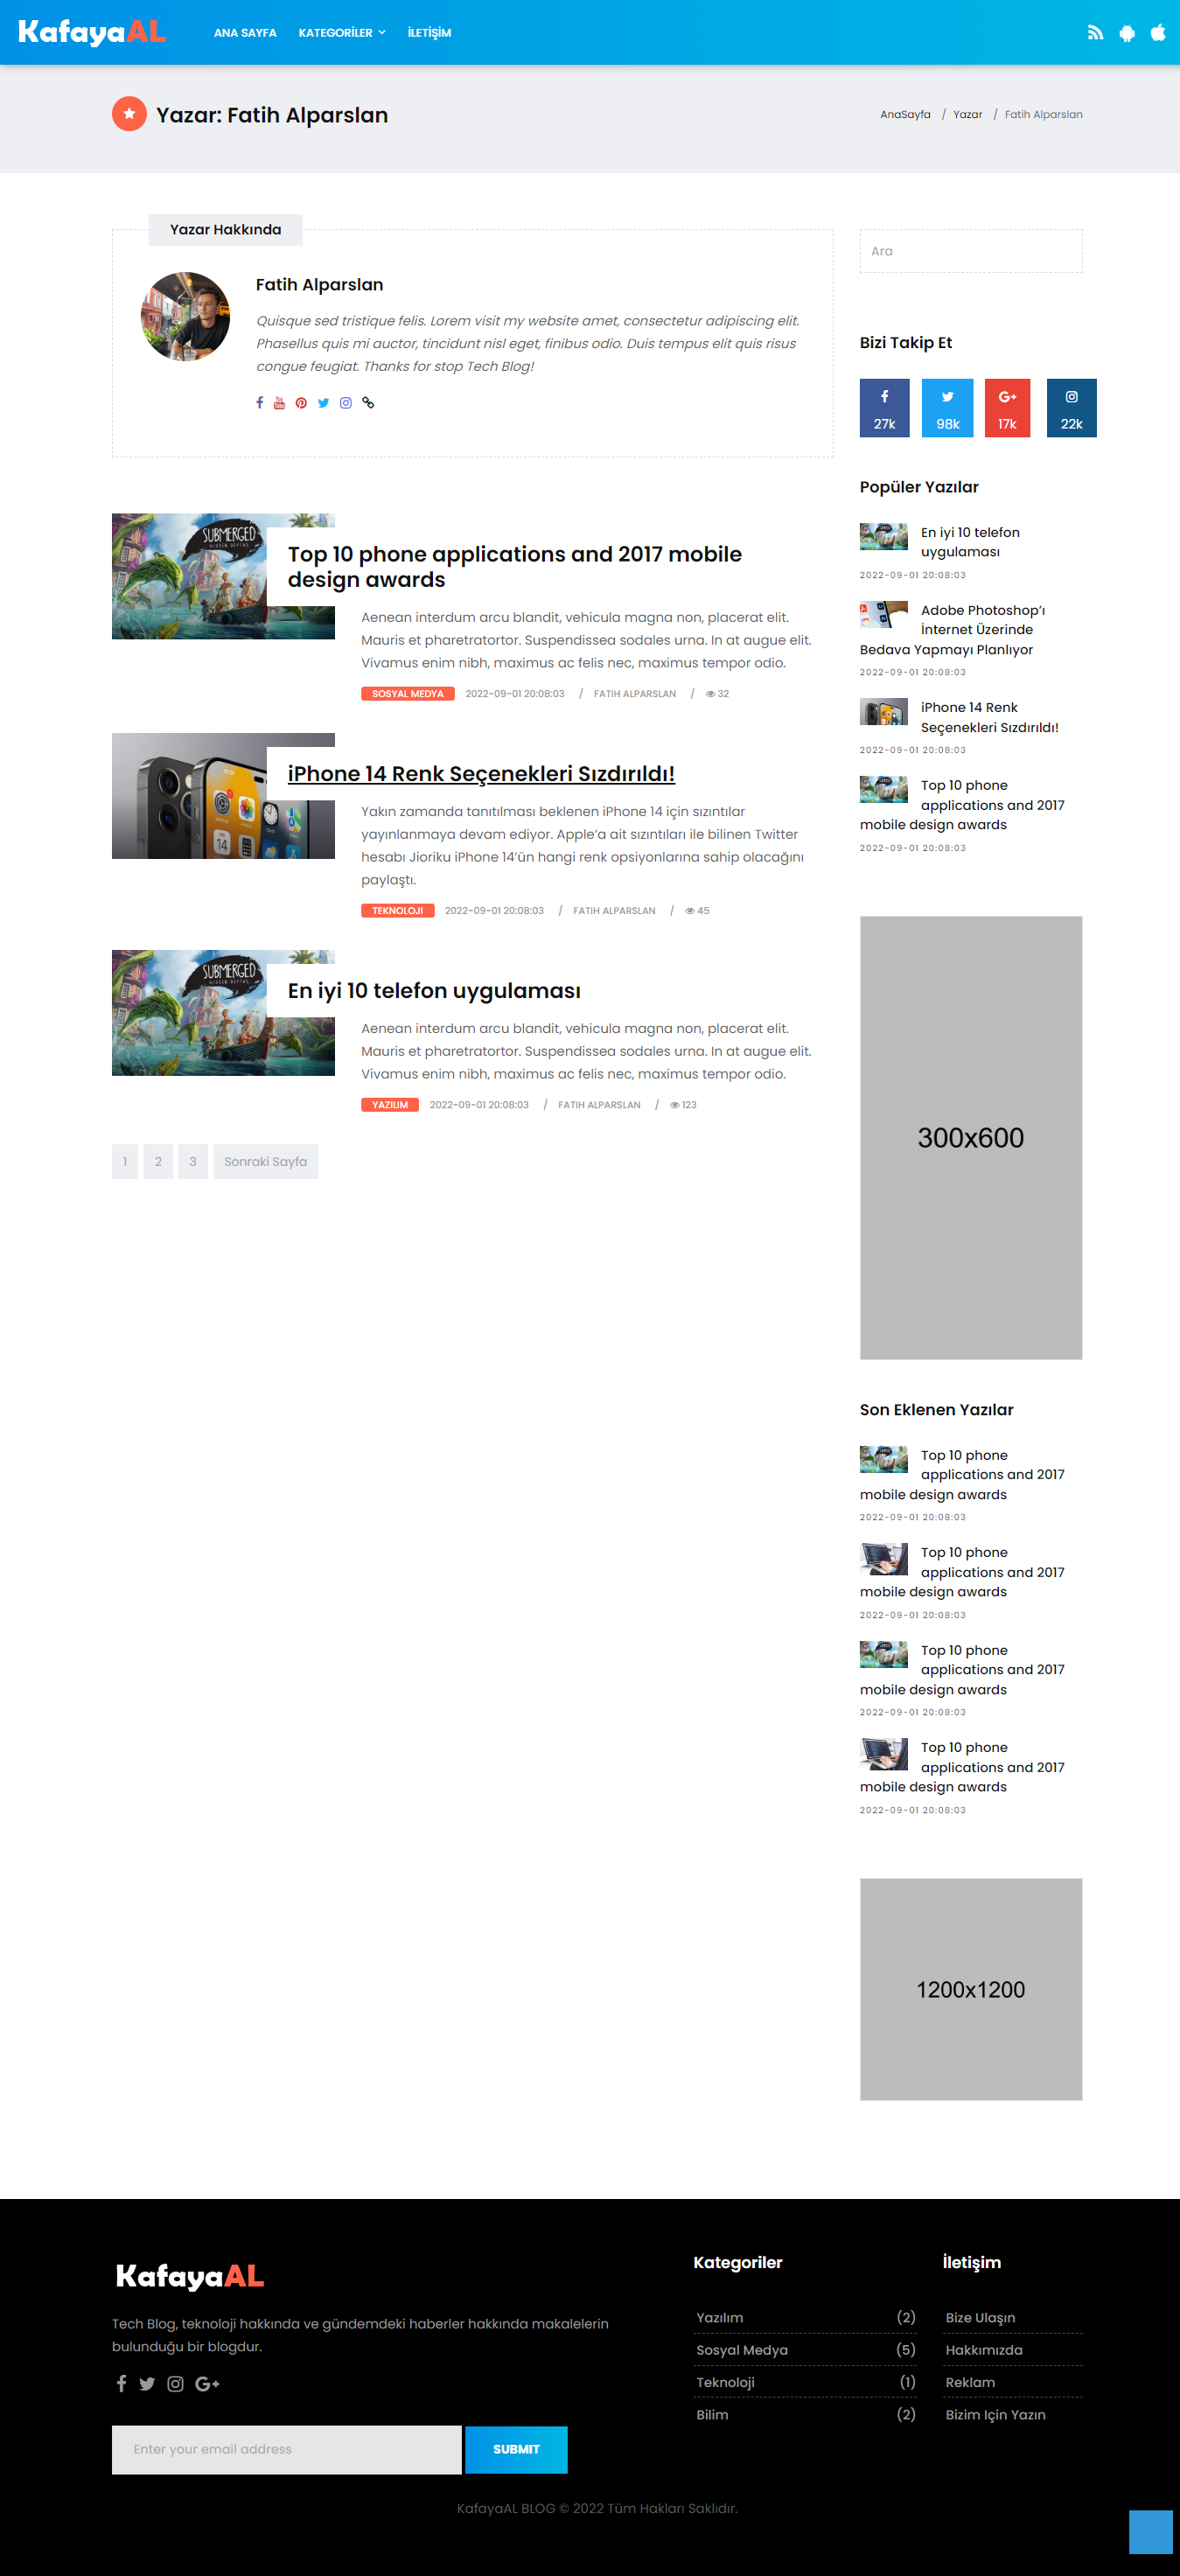 KafayaAL
ANA SAYFA KATEGORİLER İLETİŞİM
Yazar: Fatih Alparslan
AnaSayfa / Yazar / Fatih Alparslan
Yazar Hakkında
Fatih Alparslan
Quisque sed tristique felis. Lorem visit my website amet, consectetur adipiscing elit.
Phasellus quis mi auctor, tincidunt nisl eget, finibus odio. Duis tempus elit quis risus
congue feugiat. Thanks for stop Tech Blog!
SUBMERGED
HIDDEN DEPTHS
Top 10 phone applications and 2017 mobile
design awards
Aenean interdum arcu blandit, vehicula magna non, placerat elit.
Mauris et pharetratortor. Suspendissea sodales urna. In at augue elit.
Vivamus enim nibh, maximus ac felis nec, maximus tempor odio.
SOSYAL MEDYA 2022-09-01 20:08:03 / FATIH ALPARSLAN / 32
iPhone 14 Renk Seçenekleri Sızdırıldı!
Yakın zamanda tanıtılması beklenen iPhone 14 için sızıntılar
yayınlanmaya devam ediyor. Apple’a ait sızıntıları ile bilinen Twitter
hesabı Jioriku iPhone 14’ün hangi renk opsiyonlarına sahip olacağını
paylaştı.
TEKNOLOJI 2022-09-01 20:08:03 / FATIH ALPARSLAN / 45
SUBMERGED
HIDDEN DEPTHS
En iyi 10 telefon uygulaması
Aenean interdum arcu blandit, vehicula magna non, placerat elit.
Mauris et pharetratortor. Suspendissea sodales urna. In at augue elit.
Vivamus enim nibh, maximus ac felis nec, maximus tempor odio.
YAZILIM 2022-09-01 20:08:03 / FATIH ALPARSLAN / 123
1 2 3 Sonraki Sayfa
Ara
Bizi Takip Et
27k 98k 17k 22k
Popüler Yazılar
En iyi 10 telefon
uygulaması
2022-09-01 20:08:03
Adobe Photoshop’ı
İnternet Üzerinde
Bedava Yapmayı Planlıyor
2022-09-01 20:08:03
iPhone 14 Renk
Seçenekleri Sızdırıldı!
2022-09-01 20:08:03
Top 10 phone
applications and 2017
mobile design awards
2022-09-01 20:08:03
300x600
Son Eklenen Yazılar
Top 10 phone
applications and 2017
mobile design awards
2022-09-01 20:08:03
Top 10 phone
applications and 2017
mobile design awards
2022-09-01 20:08:03
Top 10 phone
applications and 2017
mobile design awards
2022-09-01 20:08:03
Top 10 phone
applications and 2017
mobile design awards
2022-09-01 20:08:03
1200x1200
KafayaAL
Tech Blog, teknoloji hakkında ve gündemdeki haberler hakkında makalelerin
bulunduğu bir blogdur.
Enter your email address SUBMIT
Kategoriler
Yazılım (2)
Sosyal Medya (5)
Teknoloji (1)
Bilim (2)
İletişim
Bize Ulaşın
Hakkımızda
Reklam
Bizim Için Yazın
KafayaAL BLOG © 2022 Tüm Hakları Saklıdır.